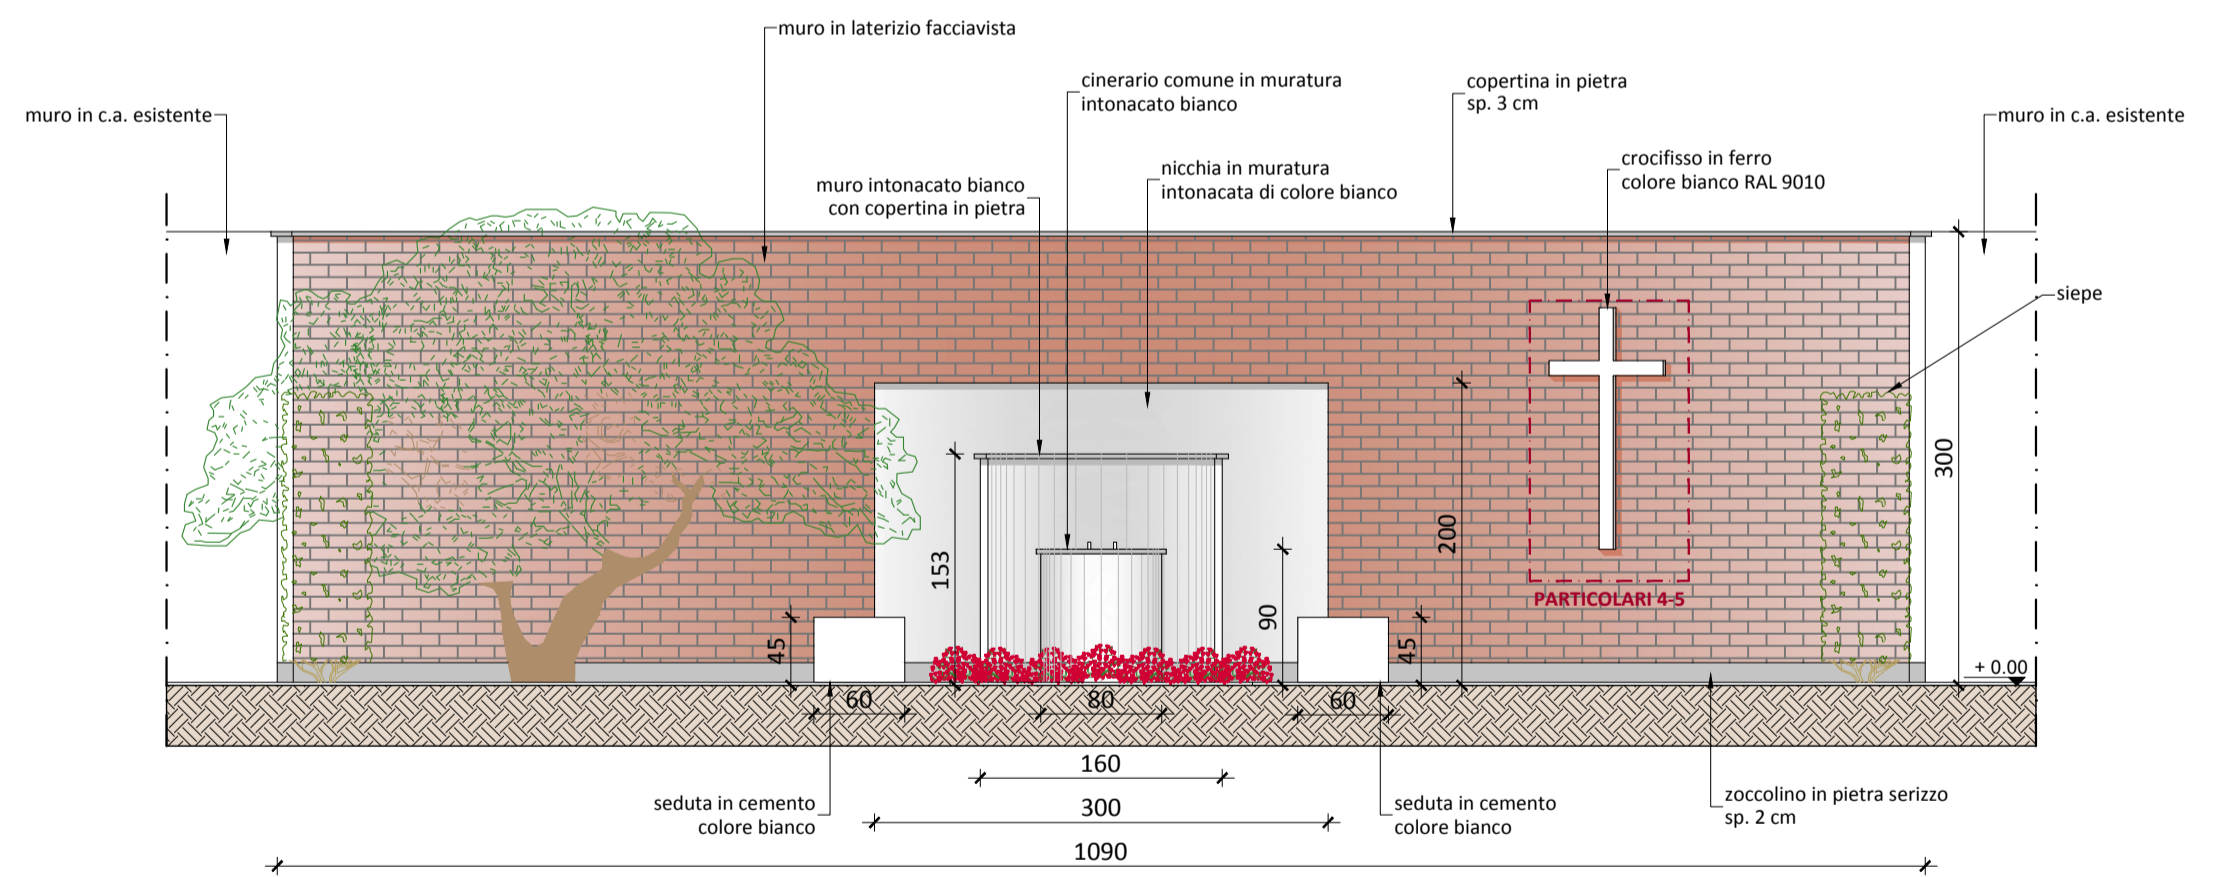 muro in laterizio facciavista
cinerario comune in muratura
intonacato bianco
copertina in pietra
sp. 3 cm
muro in c.a. esistente
muro in c.a. esistente
crocifisso in ferro
colore bianco RAL 9010
nicchia in muratura
intonacata di colore bianco
muro intonacato bianco
con copertina in pietra
siepe
300
200
153
90
PARTICOLARI 4-5
45
45
+ 0.00
60
80
60
160
300
1090
seduta in cemento
colore bianco
seduta in cemento
colore bianco
zoccolino in pietra serizzo
sp. 2 cm